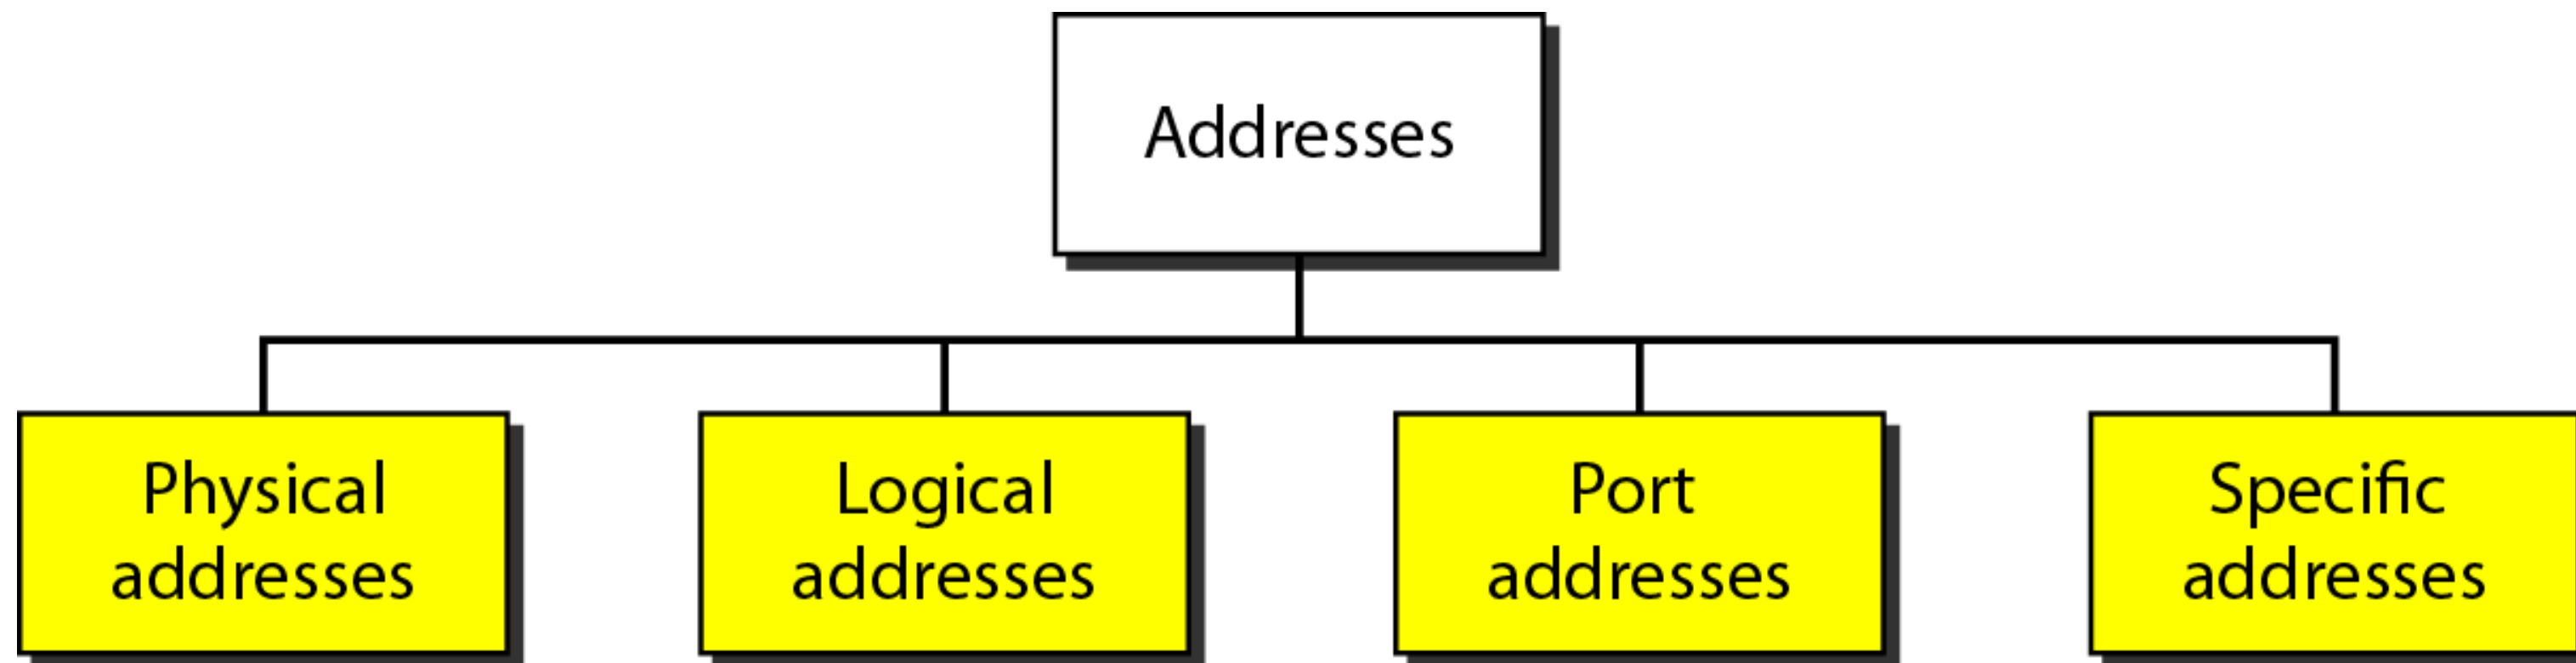 Addresses
Physical
addresses
Logical
addresses
Port
addresses
Specific
addresses